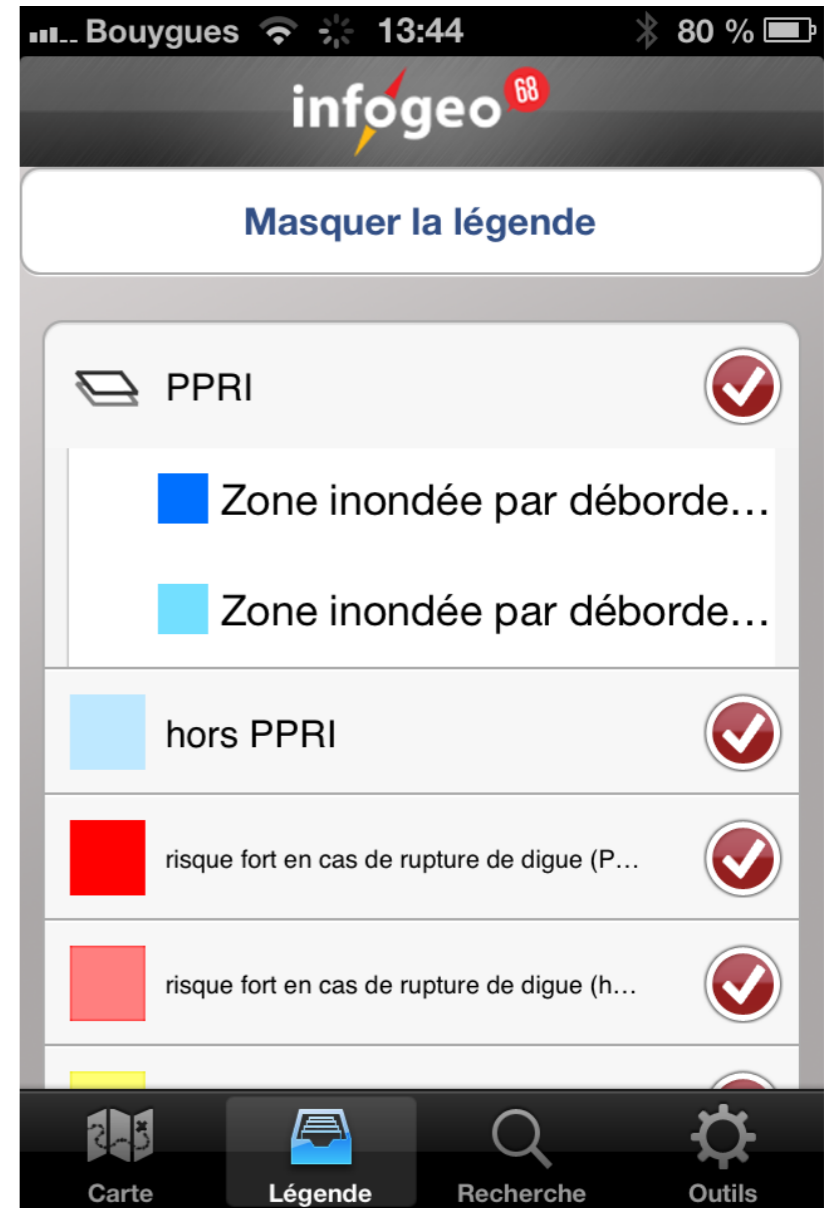 Bouygues 13:44 80 %
infogeo 68
Masquer la légende
PPRI
Zone inondée par déborde...
Zone inondée par déborde...
hors PPRI
risque fort en cas de rupture de digue (P...
risque fort en cas de rupture de digue (h...
Carte Légende Recherche Outils